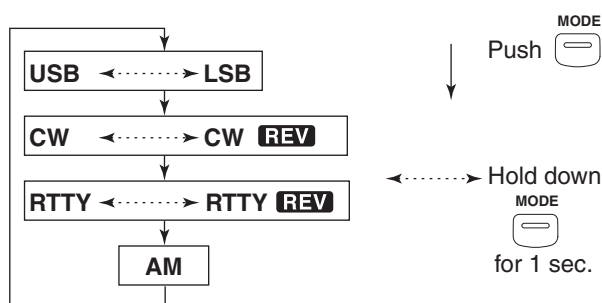 USB LSB
CW CW REV
RTTY RTTY REV
AM
MODE
Push
Hold down
MODE
for 1 sec.